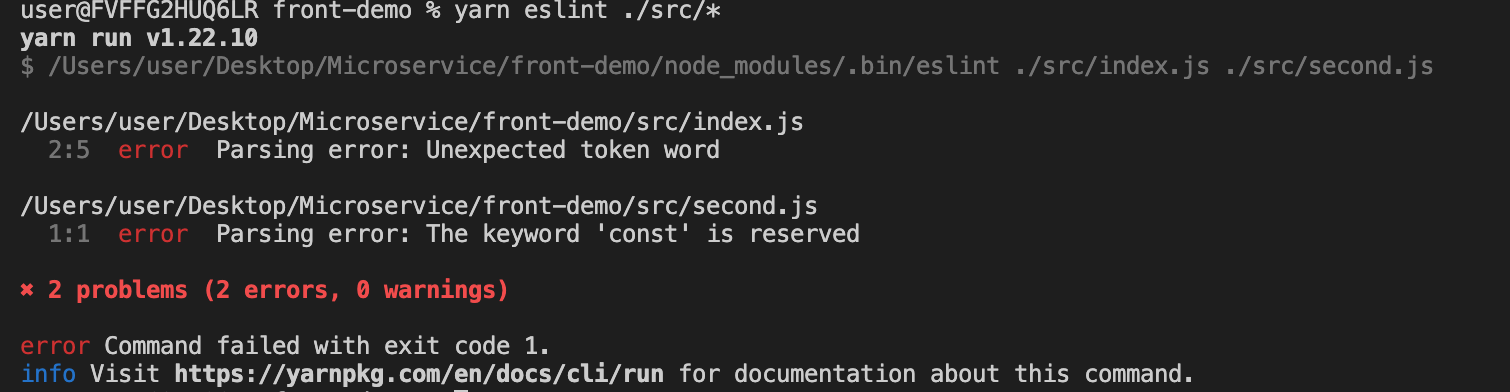 user@FVFFG2HUQ6LR front-demo % yarn eslint ./src/*
yarn run v1.22.10
$ /Users/user/Desktop/Microservice/front-demo/node_modules/.bin/eslint ./src/index.js ./src/second.js
/Users/user/Desktop/Microservice/front-demo/src/index.js
2:5 error Parsing error: Unexpected token word
/Users/user/Desktop/Microservice/front-demo/src/second.js
1:1 error Parsing error: The keyword 'const' is reserved
✖ 2 problems (2 errors, 0 warnings)
error Command failed with exit code 1.
info Visit https://yarnpkg.com/en/docs/cli/run for documentation about this command.